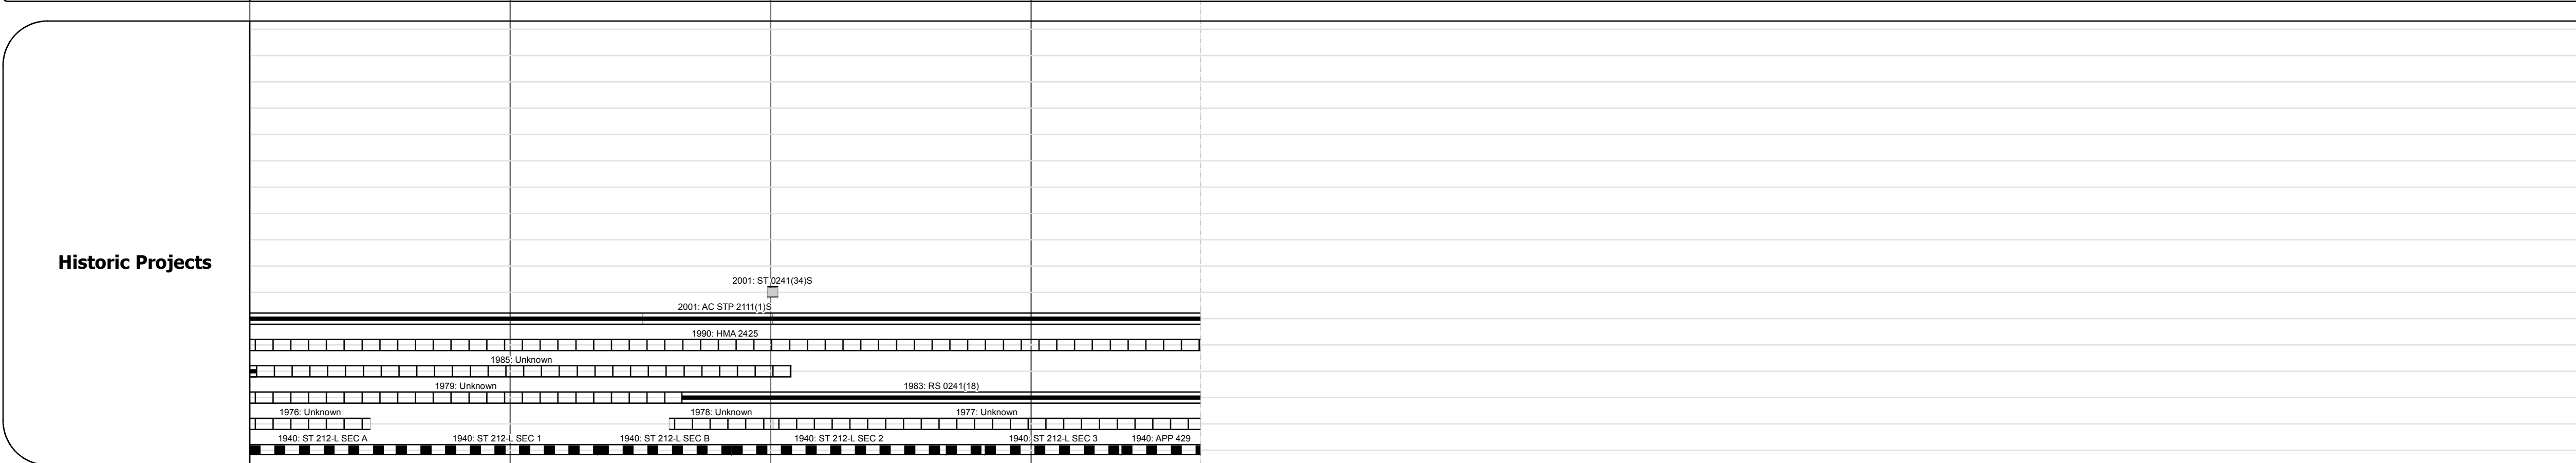 Historic Projects
2001: ST 0241(34)S
2001: AC STP 2111(1)S
1990: HMA 2425
1985: Unknown
1979: Unknown 1983: RS 0241(18)
1976: Unknown 1978: Unknown 1977: Unknown
1940: ST 212-L SEC A 1940: ST 212-L SEC 1 1940: ST 212-L SEC B 1940: ST 212-L SEC 2 1940: ST 212-L SEC 3 1940: APP 429